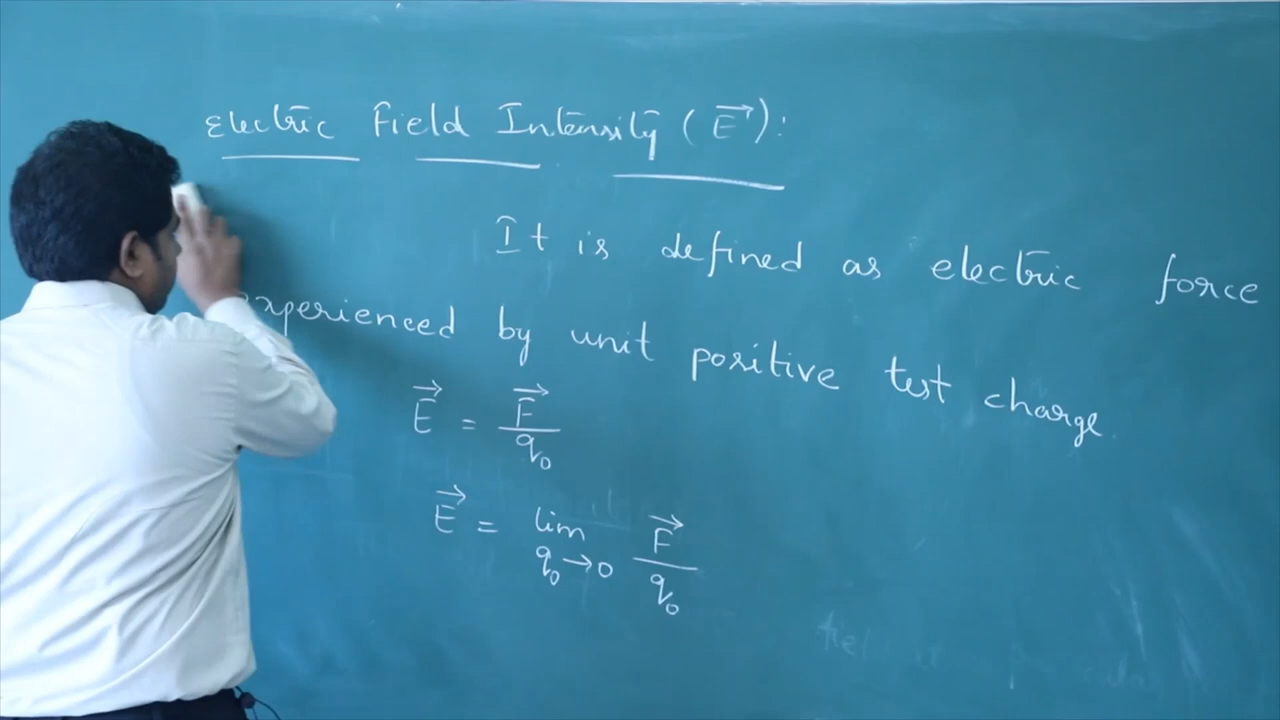 Electric Field Intensity (E⃗):
It is defined as electric force
experienced by unit positive test charge.
E⃗ = F⃗/q₀
E⃗ = lim q₀→0 F⃗/q₀